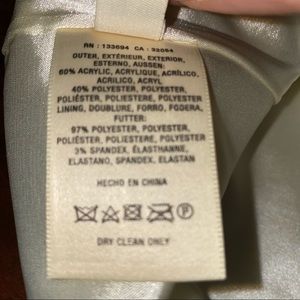 RN : 133694 CA : 32054
OUTER, EXTÉRIEUR, EXTERIOR,
ESTERNO, AUSSEN:
60% ACRYLIC, ACRYLIQUE, ACRÍLICO,
ACRILICO, ACRYL
40% POLYESTER, POLYESTER,
POLIÉSTER, POLIESTERE, POLYESTER
LINING, DOUBLURE, FORRO, FODERA,
FUTTER:
97% POLYESTER, POLYESTER,
POLIÉSTER, POLIESTERE, POLYESTER
3% SPANDEX, ÉLASTHANNE,
ELASTANO, SPANDEX, ELASTAN
HECHO EN CHINA
P
DRY CLEAN ONLY